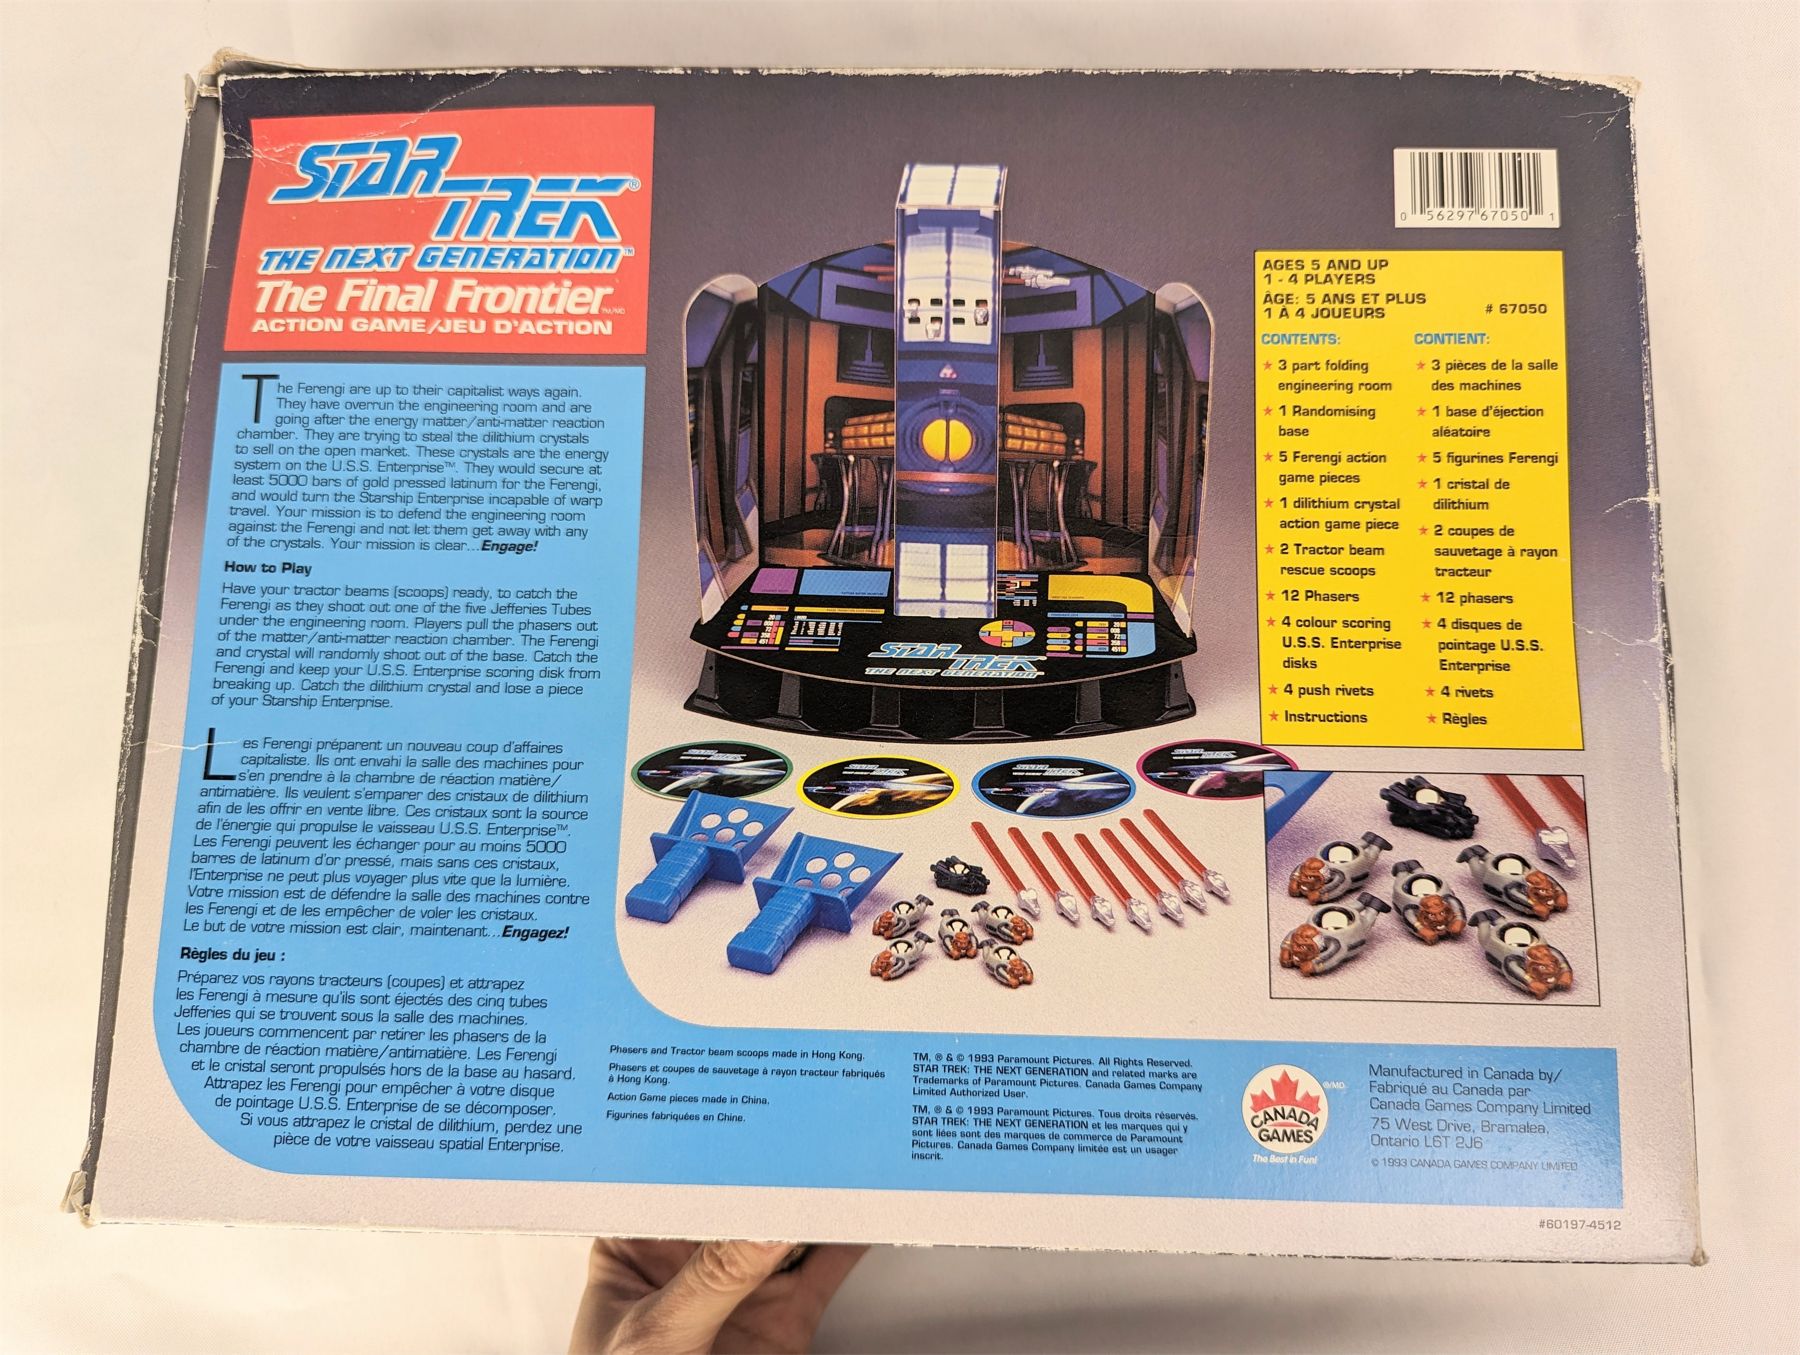 STAR
TREK®
THE NEXT GENERATION™
The Final Frontier™/MC
ACTION GAME/JEU D'ACTION
The Ferengi are up to their capitalist ways again.
They have overrun the engineering room and are
going after the energy matter/anti-matter reaction
chamber. They are trying to steal the dilithium crystals
to sell on the open market. These crystals are the energy
system on the U.S.S. Enterprise™. They would secure at
least 5000 bars of gold pressed latinum for the Ferengi,
and would turn the Starship Enterprise incapable of warp
travel. Your mission is to defend the engineering room
against the Ferengi and not let them get away with any
of the crystals. Your mission is clear...Engage!
How to Play
Have your tractor beams (scoops) ready, to catch the
Ferengi as they shoot out one of the five Jefferies Tubes
under the engineering room. Players pull the phasers out
of the matter/anti-matter reaction chamber. The Ferengi
and crystal will randomly shoot out of the base. Catch the
Ferengi and keep your U.S.S. Enterprise scoring disk from
breaking up. Catch the dilithium crystal and lose a piece
of your Starship Enterprise.
Les Ferengi préparent un nouveau coup d'affaires
capitaliste. Ils ont envahi la salle des machines pour
s'en prendre à la chambre de réaction matière/
antimatière. Ils veulent s'emparer des cristaux de dilithium
afin de les offrir en vente libre. Ces cristaux sont la source
de l'énergie qui propulse le vaisseau U.S.S. Enterprise™.
Les Ferengi peuvent les échanger pour au moins 5000
barres de latinum d'or pressé, mais sans ces cristaux,
l'Enterprise ne peut plus voyager plus vite que la lumière.
Votre mission est de défendre la salle des machines contre
les Ferengi et de les empêcher de voler les cristaux.
Le but de votre mission est clair, maintenant...Engagez!
Règles du jeu :
Préparez vos rayons tracteurs (coupes) et attrapez
les Ferengi à mesure qu'ils sont éjectés des cinq tubes
Jefferies qui se trouvent sous la salle des machines.
Les joueurs commencent par retirer les phasers de la
chambre de réaction matière/antimatière. Les Ferengi
et le cristal seront propulsés hors de la base au hasard.
Attrapez les Ferengi pour empêcher à votre disque
de pointage U.S.S. Enterprise de se décomposer.
Si vous attrapez le cristal de dilithium, perdez une
pièce de votre vaisseau spatial Enterprise.
STAR
TREK
THE NEXT GENERATION
0 56297 67050 1
AGES 5 AND UP
1 - 4 PLAYERS
ÂGE: 5 ANS ET PLUS
1 À 4 JOUEURS
# 67050
CONTENTS:
★ 3 part folding
engineering room
★ 1 Randomising
base
★ 5 Ferengi action
game pieces
★ 1 dilithium crystal
action game piece
★ 2 Tractor beam
rescue scoops
★ 12 Phasers
★ 4 colour scoring
U.S.S. Enterprise
disks
★ 4 push rivets
★ Instructions
CONTIENT:
★ 3 pièces de la salle
des machines
★ 1 base d'éjection
aléatoire
★ 5 figurines Ferengi
★ 1 cristal de
dilithium
★ 2 coupes de
sauvetage à rayon
tracteur
★ 12 phasers
★ 4 disques de
pointage U.S.S.
Enterprise
★ 4 rivets
★ Règles
Phasers and Tractor beam scoops made in Hong Kong.
Phasers et coupes de sauvetage à rayon tracteur fabriqués
à Hong Kong.
Action Game pieces made in China.
Figurines fabriquées en Chine.
TM, ® & © 1993 Paramount Pictures. All Rights Reserved.
STAR TREK: THE NEXT GENERATION and related marks are
Trademarks of Paramount Pictures. Canada Games Company
Limited Authorized User.
TM, ® & © 1993 Paramount Pictures. Tous droits réservés.
STAR TREK: THE NEXT GENERATION et les marques qui y
sont liées sont des marques de commerce de Paramount
Pictures. Canada Games Company limitée est un usager
inscrit.
CANADA
GAMES
®/MD
The Best in Fun!
Manufactured in Canada by/
Fabriqué au Canada par
Canada Games Company Limited
75 West Drive, Bramalea,
Ontario L6T 2J6
© 1993 CANADA GAMES COMPANY LIMITED
#60197-4512